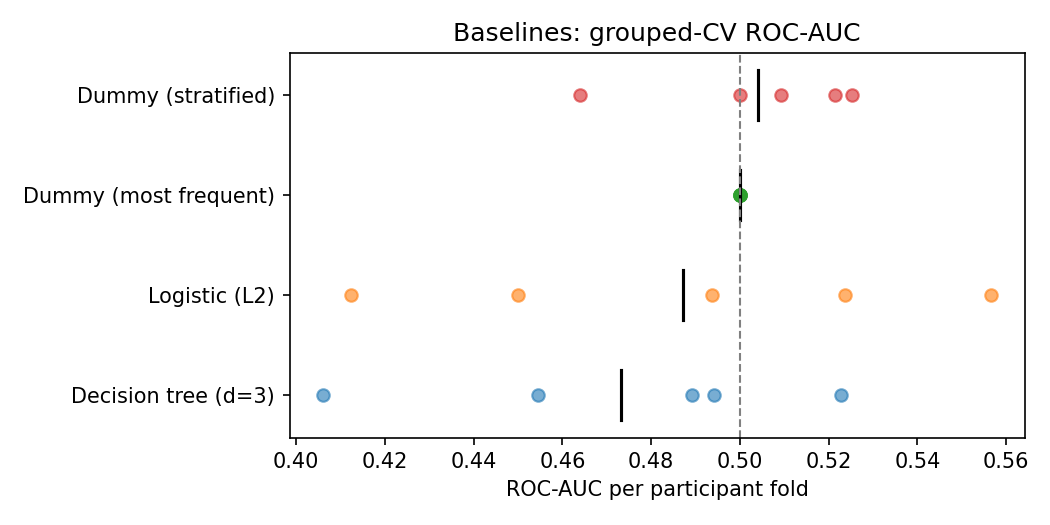 Baselines: grouped-CV ROC-AUC
Dummy (stratified)
Dummy (most frequent)
Logistic (L2)
Decision tree (d=3)
0.40 0.42 0.44 0.46 0.48 0.50 0.52 0.54 0.56
ROC-AUC per participant fold